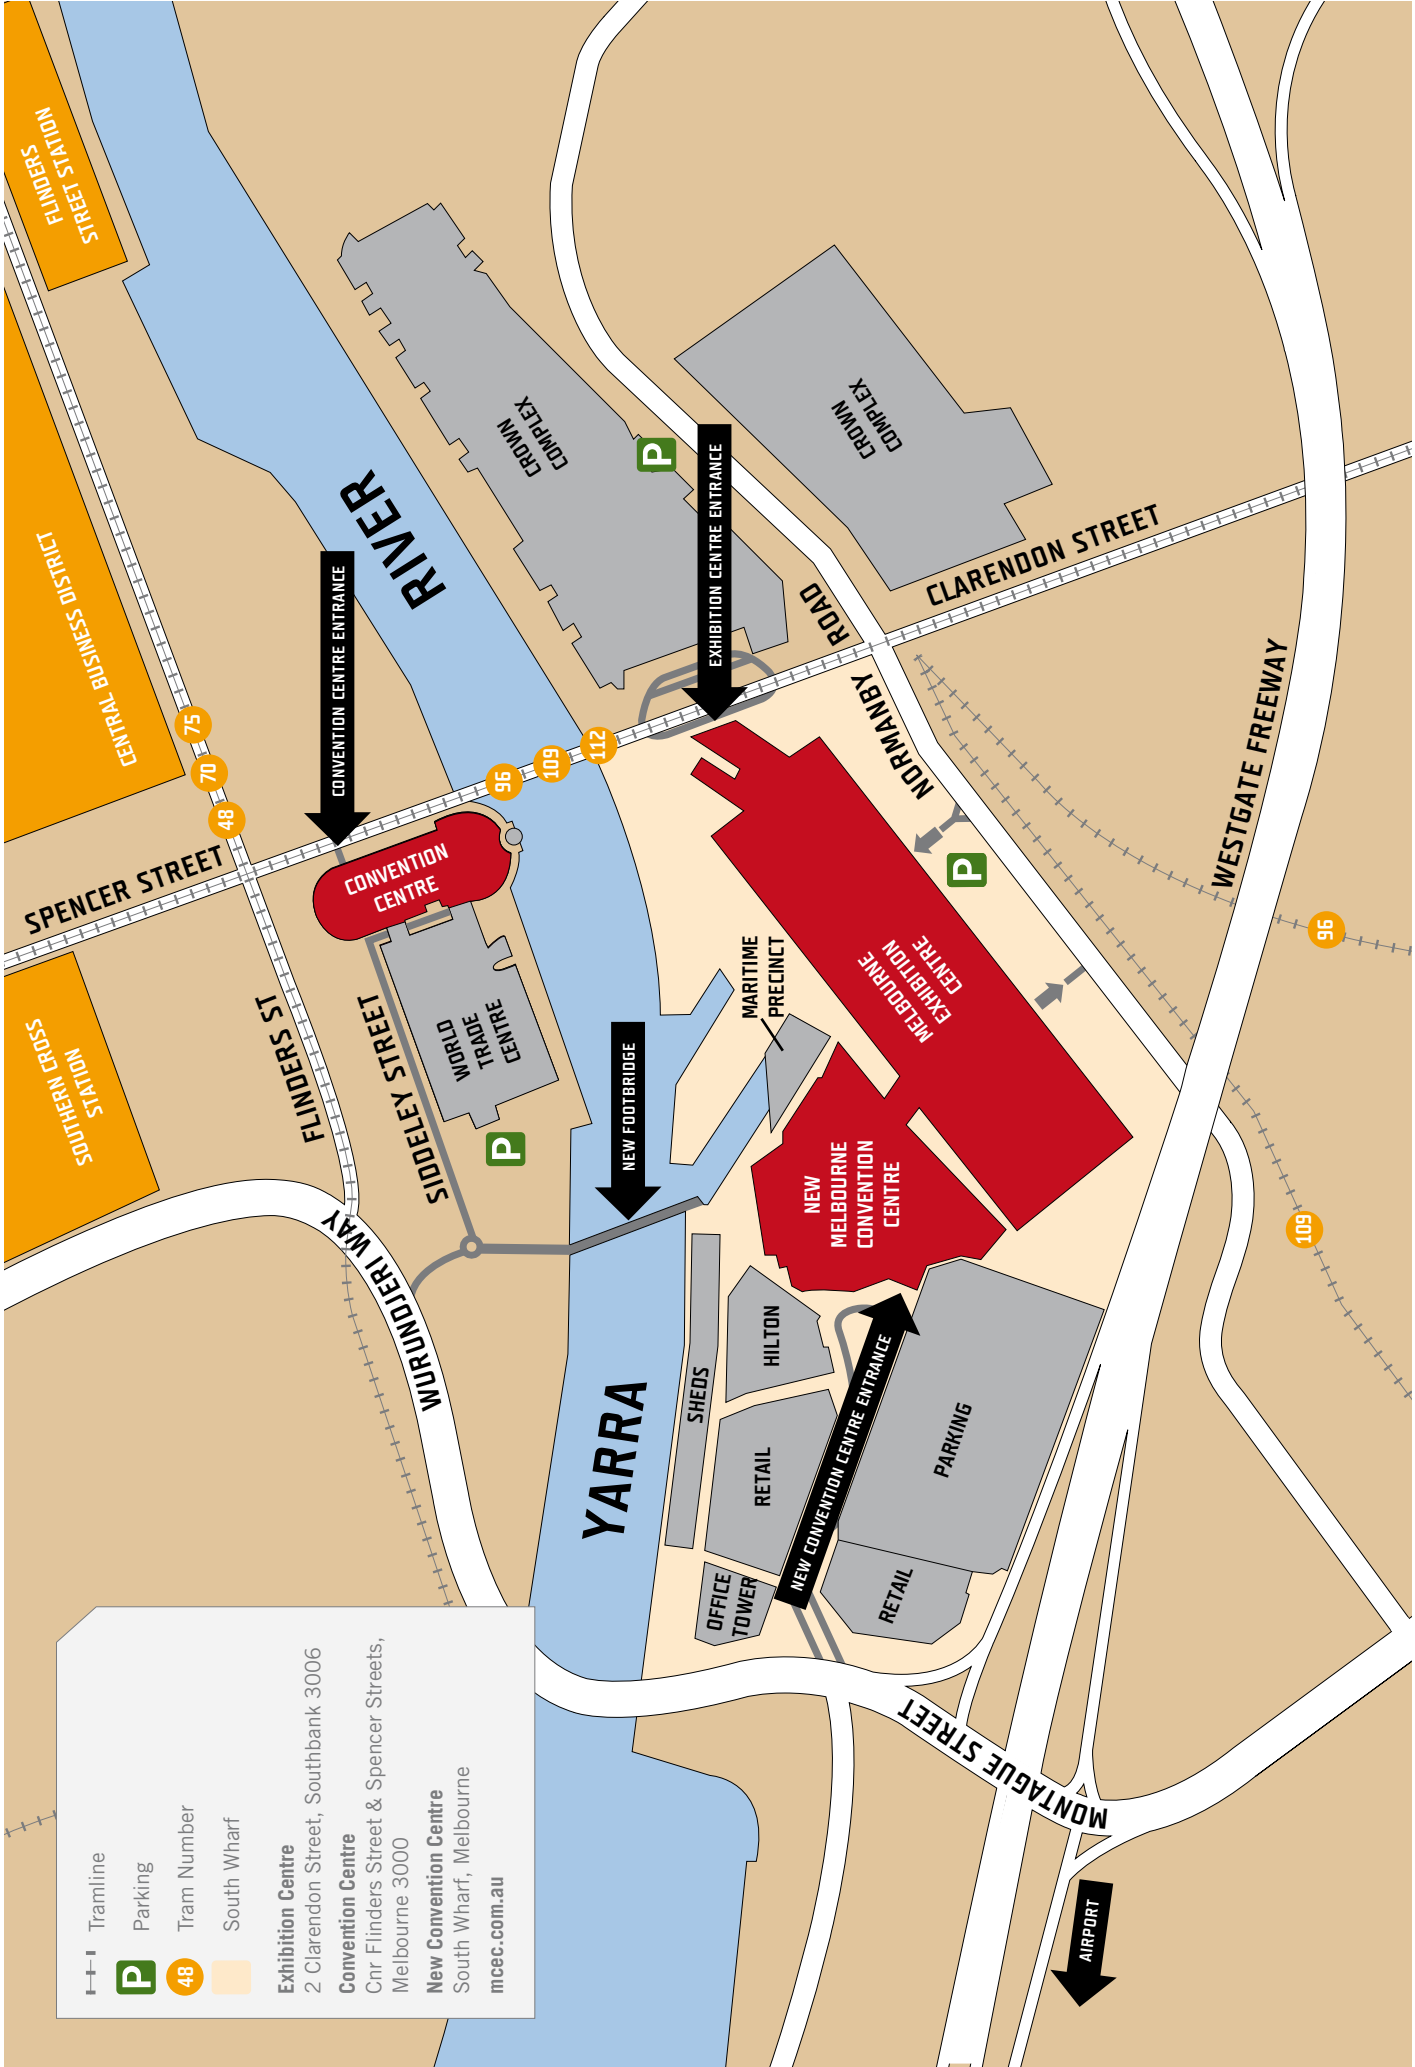 SOUTHERN CROSS
STATION
CENTRAL BUSINESS DISTRICT
FLINDERS
STREET STATION
SPENCER STREET
48
70
75
FLINDERS ST
WURUNDJERI WAY
SIDDELEY STREET
CONVENTION
CENTRE
CONVENTION CENTRE ENTRANCE
WORLD
TRADE
CENTRE
P
96
109
112
YARRA
RIVER
NEW FOOTBRIDGE
CROWN
COMPLEX
P
EXHIBITION CENTRE ENTRANCE
CROWN
COMPLEX
SHEDS
HILTON
RETAIL
OFFICE
TOWER
MARITIME
PRECINCT
NEW
MELBOURNE
CONVENTION
CENTRE
NEW CONVENTION CENTRE ENTRANCE
MELBOURNE
EXHIBITION
CENTRE
PARKING
RETAIL
P
NORMANBY
ROAD
CLARENDON STREET
WESTGATE FREEWAY
MONTAGUE STREET
96
109
AIRPORT
Tramline
P Parking
48 Tram Number
South Wharf
Exhibition Centre
2 Clarendon Street, Southbank 3006
Convention Centre
Cnr Flinders Street & Spencer Streets,
Melbourne 3000
New Convention Centre
South Wharf, Melbourne
mcec.com.au